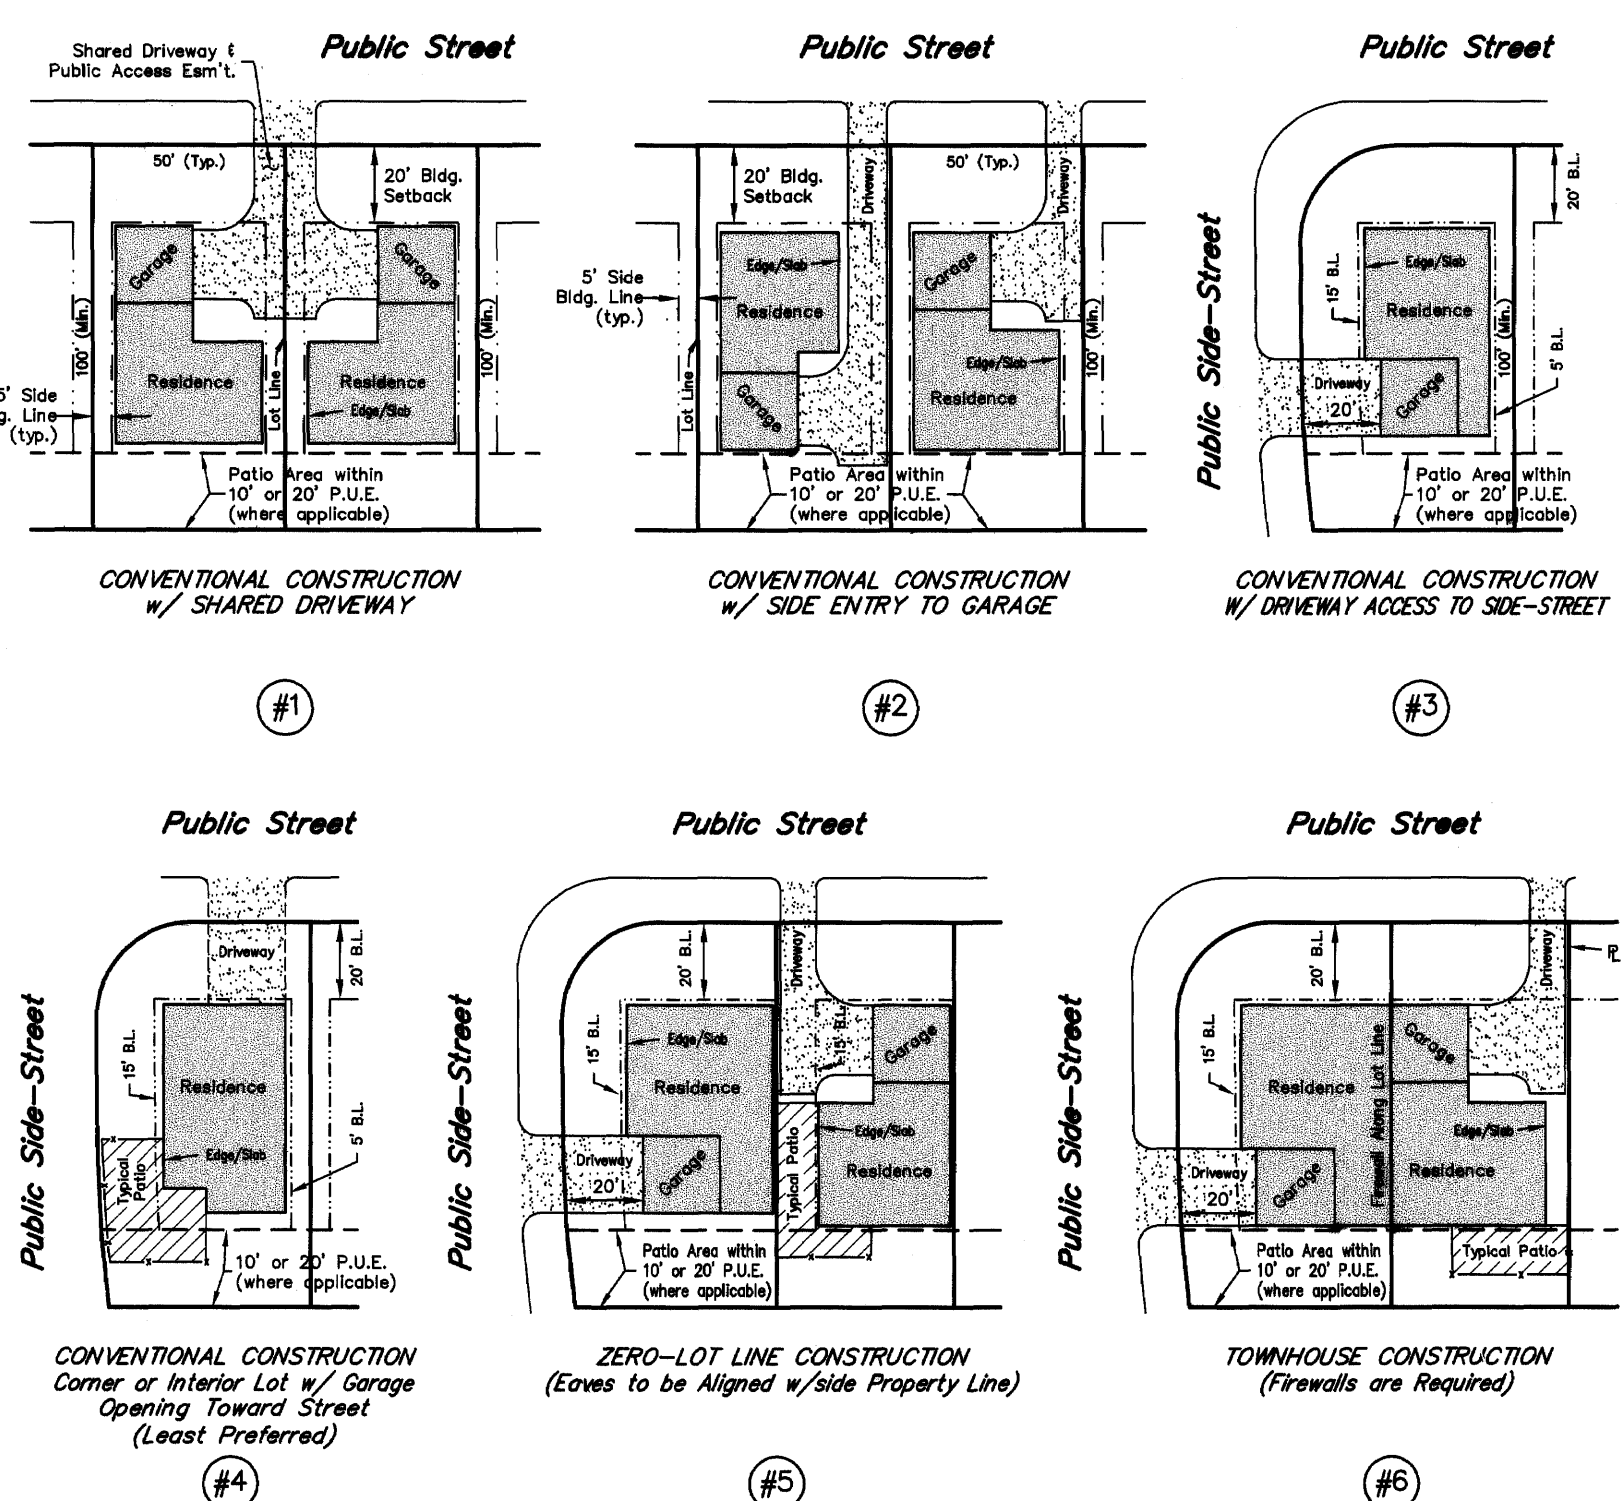 Public Street
Shared Driveway &
Public Access Esm't.
50' (Typ.)
20' Bldg.
Setback
Garage
Garage
100' (Min.)
100' (Min.)
Residence
Residence
Edge/Slab
Lot Line
5' Side
g. Line
(typ.)
Patio Area within
10' or 20' P.U.E.
(where applicable)
CONVENTIONAL CONSTRUCTION
w/ SHARED DRIVEWAY
#1
Public Street
Driveway
50' (Typ.)
Driveway
20' Bldg.
Setback
Edge/Slab
Garage
5' Side
Bldg. Line
(typ.)
Residence
100' (Min.)
Edge/Slab
Lot Line
Garage
Residence
Patio Area within
10' or 20' P.U.E.
(where applicable)
CONVENTIONAL CONSTRUCTION
w/ SIDE ENTRY TO GARAGE
#2
Public Street
20' B.L.
Public Side-Street
15' B.L.
Edge/Slab
Residence
100' (Min.)
5' B.L.
Driveway
20'
Garage
Patio Area within
10' or 20' P.U.E.
(where applicable)
CONVENTIONAL CONSTRUCTION
W/ DRIVEWAY ACCESS TO SIDE-STREET
#3
Public Street
Driveway
20' B.L.
Public Side-Street
15' B.L.
Residence
5' B.L.
Edge/Slab
Typical
Patio
10' or 20' P.U.E.
(where applicable)
CONVENTIONAL CONSTRUCTION
Corner or Interior Lot w/ Garage
Opening Toward Street
(Least Preferred)
#4
Public Street
20' B.L.
Driveway
Public Side-Street
15' B.L.
Edge/Slab
15' B.L.
Garage
Residence
Edge/Slab
Driveway
20'
Garage
Typical Patio
Residence
Patio Area within
10' or 20' P.U.E.
(where applicable)
ZERO-LOT LINE CONSTRUCTION
(Eaves to be Aligned w/side Property Line)
#5
Public Street
20' B.L.
Driveway
PL
Public Side-Street
15' B.L.
Garage
Residence
Firewall Along Lot Line
Edge/Slab
Driveway
20'
Garage
Residence
Typical Patio
Patio Area within
10' or 20' P.U.E.
(where applicable)
TOWNHOUSE CONSTRUCTION
(Firewalls are Required)
#6